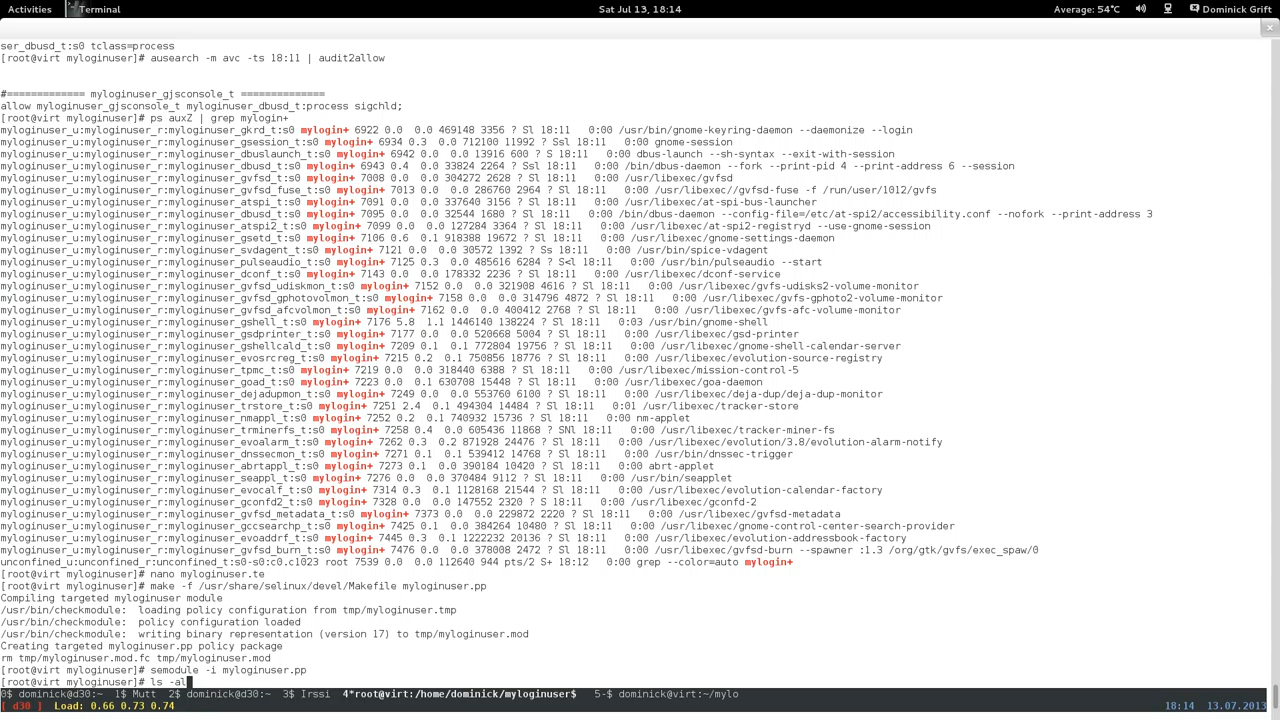 Activities Terminal Sat Jul 13, 18:14 Average: 54°C Dominick Grift
ser_dbusd_t:s0 tclass=process
[root@virt myloginuser]# ausearch -m avc -ts 18:11 | audit2allow
#============= myloginuser_gjsconsole_t ==============
allow myloginuser_gjsconsole_t myloginuser_dbusd_t:process sigchld;
[root@virt myloginuser]# ps auxZ | grep mylogin+
myloginuser_u:myloginuser_r:myloginuser_gkrd_t:s0 mylogin+ 6922 0.0  0.0 469148 3356 ? Sl 18:11   0:00 /usr/bin/gnome-keyring-daemon --daemonize --login
myloginuser_u:myloginuser_r:myloginuser_gsession_t:s0 mylogin+ 6934 0.3  0.0 712100 11992 ? Ssl 18:11   0:00 gnome-session
myloginuser_u:myloginuser_r:myloginuser_dbuslaunch_t:s0 mylogin+ 6942 0.0  0.0 13916 600 ? S 18:11   0:00 dbus-launch --sh-syntax --exit-with-session
myloginuser_u:myloginuser_r:myloginuser_dbusd_t:s0 mylogin+ 6943 0.4  0.0 33824 2264 ? Ssl 18:11   0:00 /bin/dbus-daemon --fork --print-pid 4 --print-address 6 --session
myloginuser_u:myloginuser_r:myloginuser_gvfsd_t:s0 mylogin+ 7008 0.0  0.0 304272 2628 ? Sl 18:11   0:00 /usr/libexec/gvfsd
myloginuser_u:myloginuser_r:myloginuser_gvfsd_fuse_t:s0 mylogin+ 7013 0.0  0.0 286760 2964 ? Sl 18:11   0:00 /usr/libexec//gvfsd-fuse -f /run/user/1012/gvfs
myloginuser_u:myloginuser_r:myloginuser_atspi_t:s0 mylogin+ 7091 0.0  0.0 337640 3156 ? Sl 18:11   0:00 /usr/libexec/at-spi-bus-launcher
myloginuser_u:myloginuser_r:myloginuser_dbusd_t:s0 mylogin+ 7095 0.0  0.0 32544 1680 ? Sl 18:11   0:00 /bin/dbus-daemon --config-file=/etc/at-spi2/accessibility.conf --nofork --print-address 3
myloginuser_u:myloginuser_r:myloginuser_atspi2_t:s0 mylogin+ 7099 0.0  0.0 127284 3364 ? Sl 18:11   0:00 /usr/libexec/at-spi2-registryd --use-gnome-session
myloginuser_u:myloginuser_r:myloginuser_gsetd_t:s0 mylogin+ 7106 0.6  0.1 918388 19672 ? Sl 18:11   0:00 /usr/libexec/gnome-settings-daemon
myloginuser_u:myloginuser_r:myloginuser_svdagent_t:s0 mylogin+ 7121 0.0  0.0 30572 1392 ? Ss 18:11   0:00 /usr/bin/spice-vdagent
myloginuser_u:myloginuser_r:myloginuser_pulseaudio_t:s0 mylogin+ 7125 0.3  0.0 485616 6284 ? S<l 18:11   0:00 /usr/bin/pulseaudio --start
myloginuser_u:myloginuser_r:myloginuser_dconf_t:s0 mylogin+ 7143 0.0  0.0 178332 2236 ? Sl 18:11   0:00 /usr/libexec/dconf-service
myloginuser_u:myloginuser_r:myloginuser_gvfsd_udiskmon_t:s0 mylogin+ 7152 0.0  0.0 321908 4616 ? Sl 18:11   0:00 /usr/libexec/gvfs-udisks2-volume-monitor
myloginuser_u:myloginuser_r:myloginuser_gvfsd_gphotovolmon_t:s0 mylogin+ 7158 0.0  0.0 314796 4872 ? Sl 18:11   0:00 /usr/libexec/gvfs-gphoto2-volume-monitor
myloginuser_u:myloginuser_r:myloginuser_gvfsd_afcvolmon_t:s0 mylogin+ 7162 0.0  0.0 400412 2768 ? Sl 18:11   0:00 /usr/libexec/gvfs-afc-volume-monitor
myloginuser_u:myloginuser_r:myloginuser_gshell_t:s0 mylogin+ 7176 5.8  1.1 1446140 138224 ? Sl 18:11   0:03 /usr/bin/gnome-shell
myloginuser_u:myloginuser_r:myloginuser_gsdprinter_t:s0 mylogin+ 7177 0.0  0.0 520668 5004 ? Sl 18:11   0:00 /usr/libexec/gsd-printer
myloginuser_u:myloginuser_r:myloginuser_gshellcald_t:s0 mylogin+ 7209 0.1  0.1 772804 19756 ? Sl 18:11   0:00 /usr/libexec/gnome-shell-calendar-server
myloginuser_u:myloginuser_r:myloginuser_evosrcreg_t:s0 mylogin+ 7215 0.2  0.1 750856 18776 ? Sl 18:11   0:00 /usr/libexec/evolution-source-registry
myloginuser_u:myloginuser_r:myloginuser_tpmc_t:s0 mylogin+ 7219 0.0  0.0 318440 6388 ? Sl 18:11   0:00 /usr/libexec/mission-control-5
myloginuser_u:myloginuser_r:myloginuser_goad_t:s0 mylogin+ 7223 0.0  0.1 630708 15448 ? Sl 18:11   0:00 /usr/libexec/goa-daemon
myloginuser_u:myloginuser_r:myloginuser_dejadupmon_t:s0 mylogin+ 7249 0.0  0.0 553760 6100 ? Sl 18:11   0:00 /usr/libexec/deja-dup/deja-dup-monitor
myloginuser_u:myloginuser_r:myloginuser_trstore_t:s0 mylogin+ 7251 2.4  0.1 494304 14484 ? Sl 18:11   0:01 /usr/libexec/tracker-store
myloginuser_u:myloginuser_r:myloginuser_nmappl_t:s0 mylogin+ 7252 0.2  0.1 740932 15736 ? Sl 18:11   0:00 nm-applet
myloginuser_u:myloginuser_r:myloginuser_trminerfs_t:s0 mylogin+ 7258 0.4  0.0 605436 11388 ? SNl 18:11   0:00 /usr/libexec/tracker-miner-fs
myloginuser_u:myloginuser_r:myloginuser_evoalarm_t:s0 mylogin+ 7262 0.3  0.2 871928 24476 ? Sl 18:11   0:00 /usr/libexec/evolution/3.8/evolution-alarm-notify
myloginuser_u:myloginuser_r:myloginuser_dnssecmon_t:s0 mylogin+ 7271 0.1  0.1 539412 14768 ? Sl 18:11   0:00 /usr/bin/dnssec-trigger
myloginuser_u:myloginuser_r:myloginuser_abrtappl_t:s0 mylogin+ 7273 0.1  0.0 390184 10420 ? Sl 18:11   0:00 abrt-applet
myloginuser_u:myloginuser_r:myloginuser_seappl_t:s0 mylogin+ 7276 0.0  0.0 370484 9112 ? Sl 18:11   0:00 /usr/bin/seapplet
myloginuser_u:myloginuser_r:myloginuser_evocalf_t:s0 mylogin+ 7314 0.3  0.1 1128168 21544 ? Sl 18:11   0:00 /usr/libexec/evolution-calendar-factory
myloginuser_u:myloginuser_r:myloginuser_gconfd2_t:s0 mylogin+ 7328 0.0  0.0 147552 2320 ? S 18:11   0:00 /usr/libexec/gconfd-2
myloginuser_u:myloginuser_r:myloginuser_gvfsd_metadata_t:s0 mylogin+ 7373 0.0  0.0 229872 2220 ? Sl 18:11   0:00 /usr/libexec/gvfsd-metadata
myloginuser_u:myloginuser_r:myloginuser_gccsearchp_t:s0 mylogin+ 7425 0.1  0.0 384264 10480 ? Sl 18:11   0:00 /usr/libexec/gnome-control-center-search-provider
myloginuser_u:myloginuser_r:myloginuser_evoaddrf_t:s0 mylogin+ 7445 0.3  0.1 1222232 20136 ? Sl 18:11   0:00 /usr/libexec/evolution-addressbook-factory
myloginuser_u:myloginuser_r:myloginuser_gvfsd_burn_t:s0 mylogin+ 7476 0.0  0.0 378008 2472 ? Sl 18:11   0:00 /usr/libexec/gvfsd-burn --spawner :1.3 /org/gtk/gvfs/exec_spaw/0
unconfined_u:unconfined_r:unconfined_t:s0-s0:c0.c1023 root 7539 0.0  0.0 112640 944 pts/2 S+ 18:12   0:00 grep --color=auto mylogin+
[root@virt myloginuser]# nano myloginuser.te
[root@virt myloginuser]# make -f /usr/share/selinux/devel/Makefile myloginuser.pp
Compiling targeted myloginuser module
/usr/bin/checkmodule:  loading policy configuration from tmp/myloginuser.tmp
/usr/bin/checkmodule:  policy configuration loaded
/usr/bin/checkmodule:  writing binary representation (version 17) to tmp/myloginuser.mod
Creating targeted myloginuser.pp policy package
rm tmp/myloginuser.mod.fc tmp/myloginuser.mod
[root@virt myloginuser]# semodule -i myloginuser.pp
[root@virt myloginuser]# ls -al
0$ dominick@d30:~  1$ Mutt  2$ dominick@d30:~  3$ Irssi  4*root@virt:/home/dominick/myloginuser$   5-$ dominick@virt:~/mylo
[ d30 ] Load: 0.66 0.73 0.74 18:14 13.07.2013